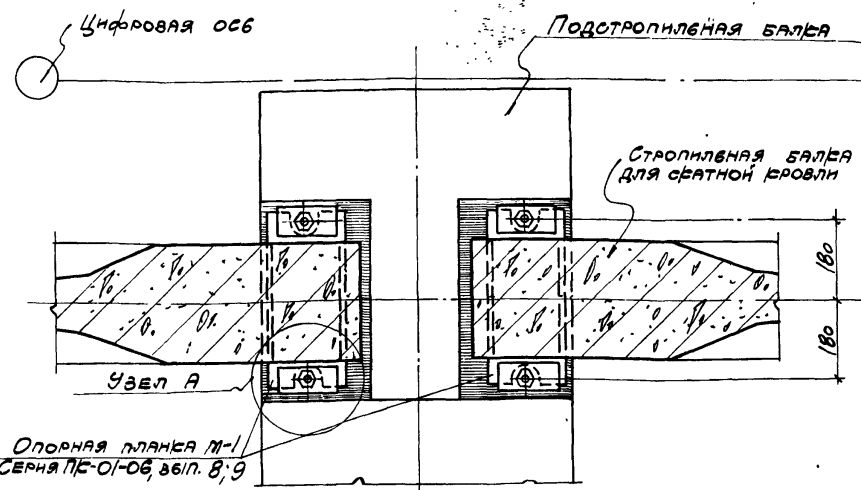 Цифровая ось
Подстропильная балка
Стропильная балка
для скатной кровли
180
180
Узел А
Опорная планка М-1
Серия ПК-01-06, вып. 8; 9